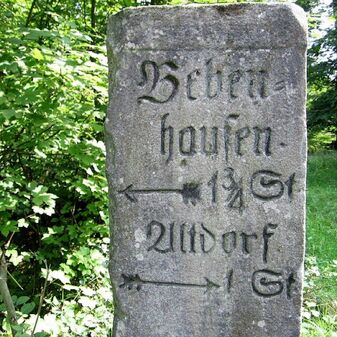 Beben=
hausen.
1¾ St
Altdorf
1 St